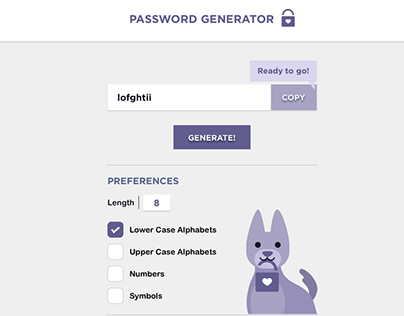 PASSWORD GENERATOR
Ready to go!
lofghtii
COPY
GENERATE!
PREFERENCES
Length 8
Lower Case Alphabets
Upper Case Alphabets
Numbers
Symbols